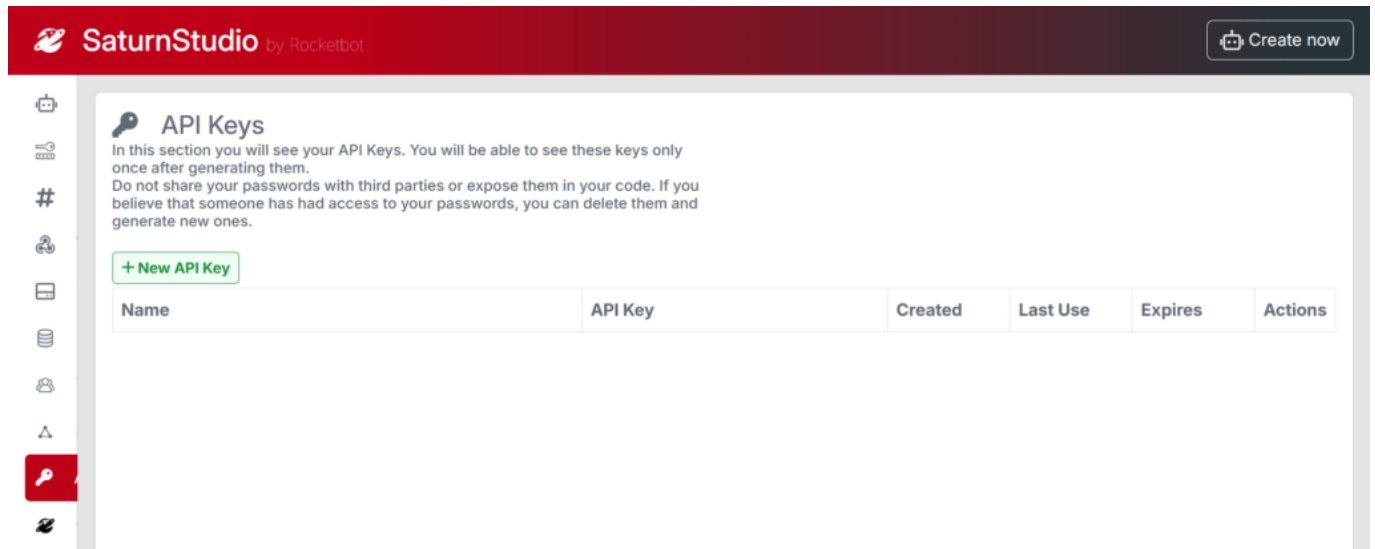 SaturnStudio by Rocketbot
Create now
API Keys
In this section you will see your API Keys. You will be able to see these keys only
once after generating them.
Do not share your passwords with third parties or expose them in your code. If you
believe that someone has had access to your passwords, you can delete them and
generate new ones.
+ New API Key
Name API Key Created Last Use Expires Actions